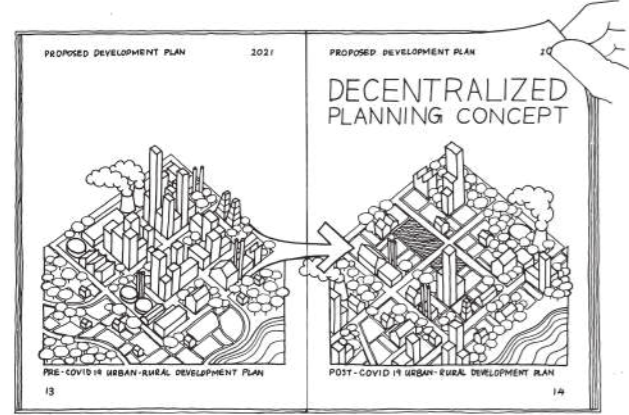 PROPOSED DEVELOPMENT PLAN 2021
PRE-COVID 19 URBAN-RURAL DEVELOPMENT PLAN
13
PROPOSED DEVELOPMENT PLAN
DECENTRALIZED
PLANNING CONCEPT
POST-COVID 19 URBAN-RURAL DEVELOPMENT PLAN
14